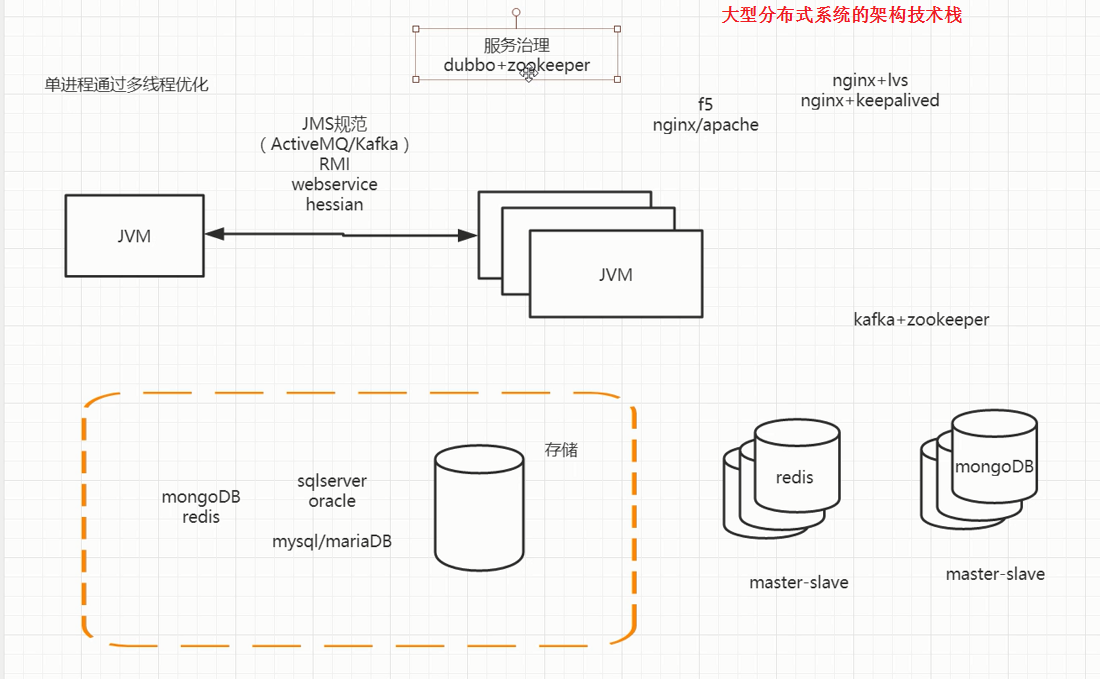 大型分布式系统的架构技术栈
服务治理
dubbo+zookeeper
单进程通过多线程优化
nginx+lvs
nginx+keepalived
f5
nginx/apache
JMS规范
（ActiveMQ/Kafka）
RMI
webservice
hessian
JVM
JVM
kafka+zookeeper
存储
mongoDB
redis
sqlserver
oracle
mysql/mariaDB
redis
mongoDB
master-slave
master-slave